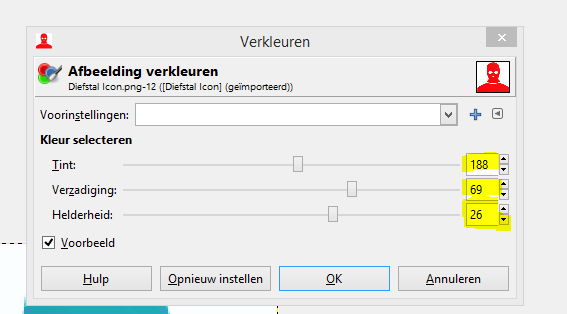 Verkleuren
Afbeelding verkleuren
Diefstal Icon.png-12 ([Diefstal Icon] (geïmporteerd))
Voorinstellingen:
Kleur selecteren
Tint: 188
Verzadiging: 69
Helderheid: 26
Voorbeeld
Hulp Opnieuw instellen OK Annuleren